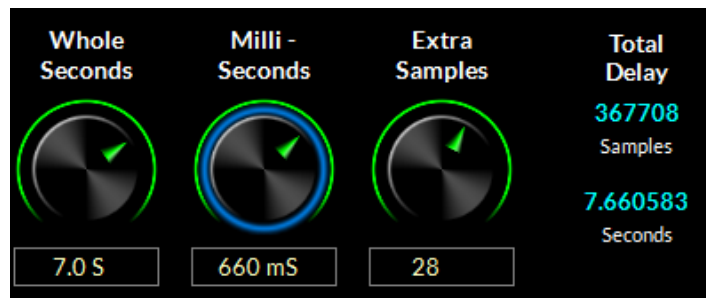 Whole
Seconds
Milli -
Seconds
Extra
Samples
Total
Delay
367708
Samples
7.660583
Seconds
7.0 S
660 mS
28